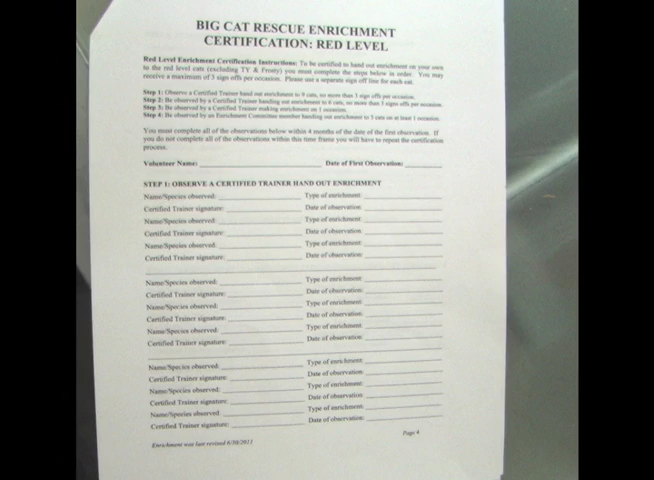 BIG CAT RESCUE ENRICHMENT
CERTIFICATION: RED LEVEL
Red Level Enrichment Certification Instructions: To be certified to hand out enrichment on your own
to the red level cats (excluding TY & Frosty) you must complete the steps below in order. You may
receive a maximum of 3 sign offs per occasion. Please use a separate sign off line for each cat.
Step 1: Observe a Certified Trainer hand out enrichment to 9 cats, no more than 3 sign offs per occasion.
Step 2: Be observed by a Certified Trainer handing out enrichment to 6 cats, no more than 3 signs offs per occasion.
Step 3: Be observed by a Certified Trainer making enrichment on 1 occasion.
Step 4: Be observed by an Enrichment Committee member handing out enrichment to 3 cats on at least 1 occasion.
You must complete all of the observations below within 4 months of the date of the first observation. If
you do not complete all of the observations within this time frame you will have to repeat the certification
process.
Volunteer Name: Date of First Observation:
STEP 1: OBSERVE A CERTIFIED TRAINER HAND OUT ENRICHMENT
Name/Species observed: Type of enrichment:
Certified Trainer signature: Date of observation:
Name/Species observed: Type of enrichment:
Certified Trainer signature: Date of observation:
Name/Species observed: Type of enrichment:
Certified Trainer signature: Date of observation:
Name/Species observed: Type of enrichment:
Certified Trainer signature: Date of observation:
Name/Species observed: Type of enrichment:
Certified Trainer signature: Date of observation:
Name/Species observed: Type of enrichment:
Certified Trainer signature: Date of observation:
Name/Species observed: Type of enrichment:
Certified Trainer signature: Date of observation:
Name/Species observed: Type of enrichment:
Certified Trainer signature: Date of observation:
Name/Species observed: Type of enrichment:
Certified Trainer signature: Date of observation:
Enrichment was last revised 6/30/2011 Page 4